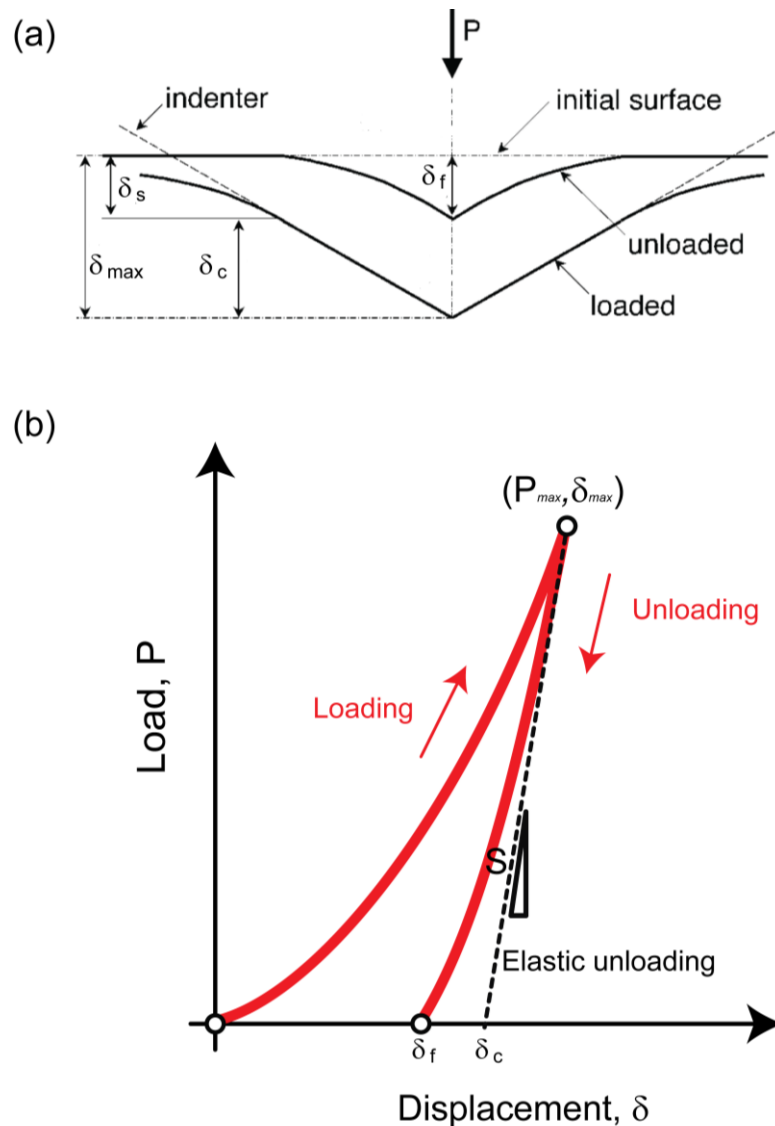 (a)
P
indenter
initial surface
δs
δf
unloaded
δmax
δc
loaded
(b)
(Pmax,δmax)
Unloading
Loading
Load, P
S
Elastic unloading
δf
δc
Displacement, δ